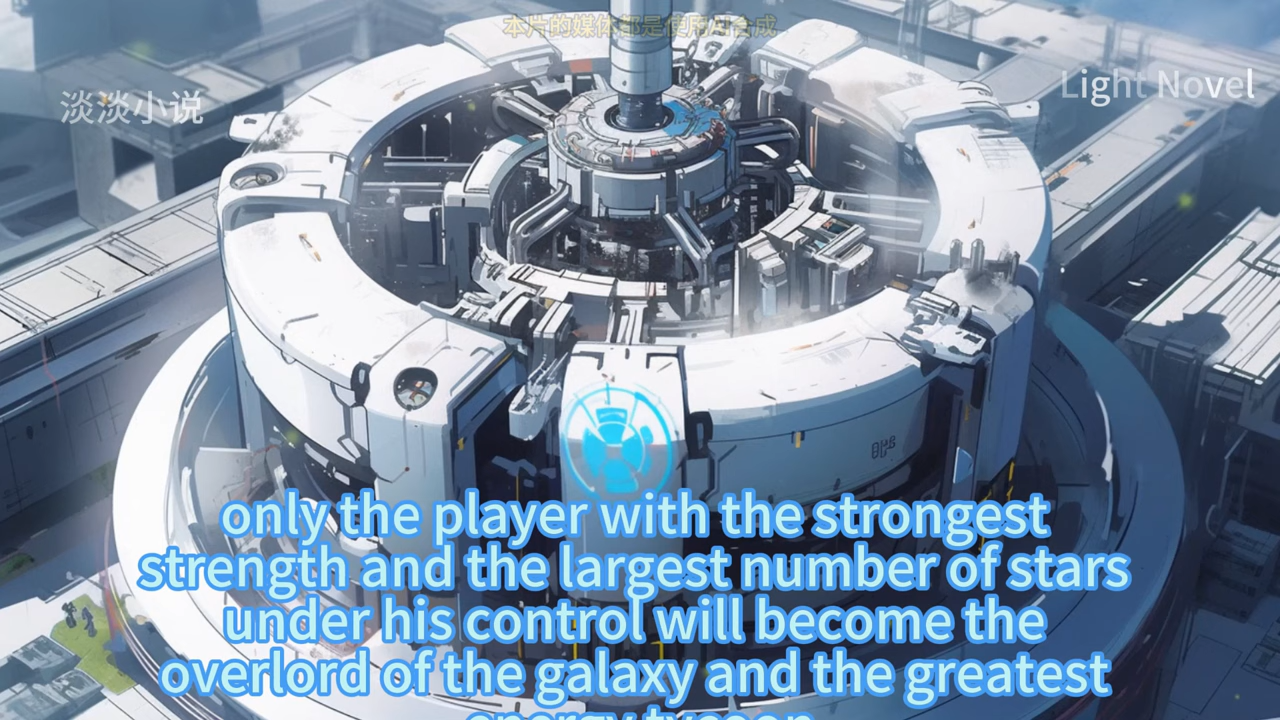 本片的媒体都是使用AI合成
淡淡小说
Light Novel
only the player with the strongest
strength and the largest number of stars
under his control will become the
overlord of the galaxy and the greatest
energy tycoon